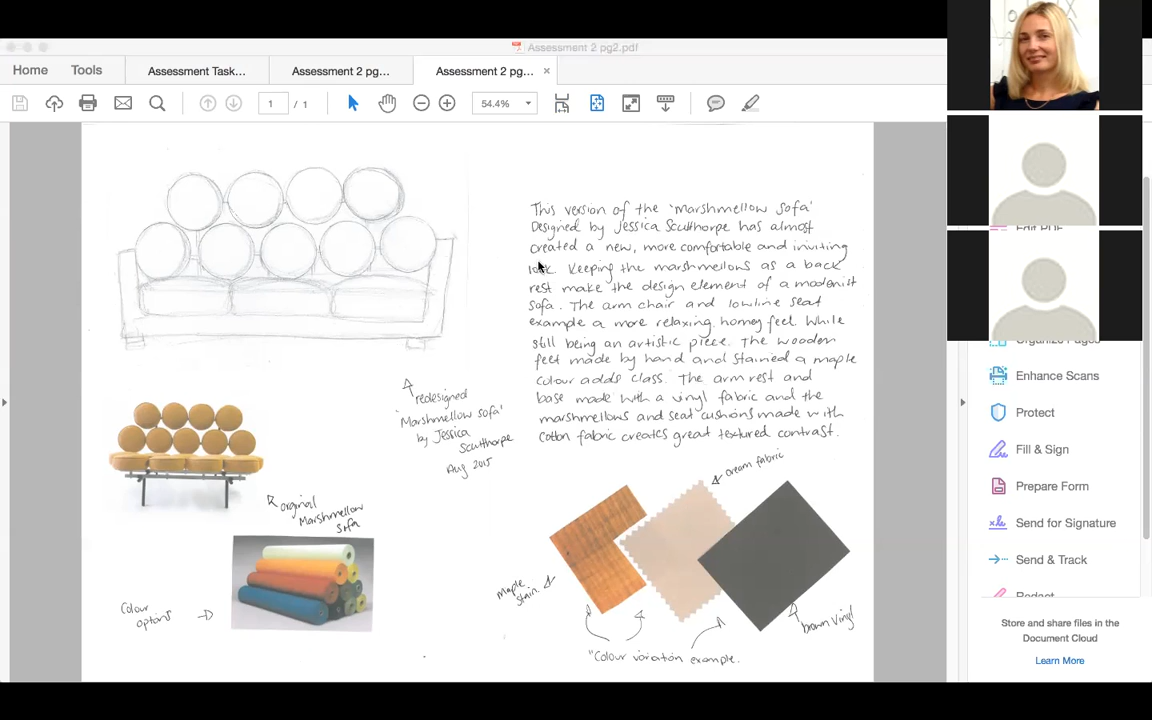 Assessment 2 pg2.pdf
Home
Tools
Assessment Task...
Assessment 2 pg...
Assessment 2 pg... ×
1 / 1
54.4%
This version of the 'Marshmellow Sofa'
Designed by Jessica Scutthorpe has almost
created a new, more comfortable and inviting
look. Keeping the marshmellows as a back
rest make the design element of a modernist
sofa. The arm chair and lowline seat
example a more relaxing, homey feel. While
still being an artistic piece. The wooden
feet made by hand and stained a maple
colour adds class. The arm rest and
base made with a vinyl fabric and the
marshmellows and seat cushions made with
cotton fabric creates great textured contrast.
redesigned
'Marshmellow sofa'
by Jessica
Scutthorpe
Aug 2015
original
Marshmellow
Sofa
Colour
options
Cream fabric
Maple
Stain.
brown Vinyl
"Colour variation example.
Enhance Scans
Protect
Fill & Sign
Prepare Form
Send for Signature
Send & Track
Store and share files in the
Document Cloud
Learn More